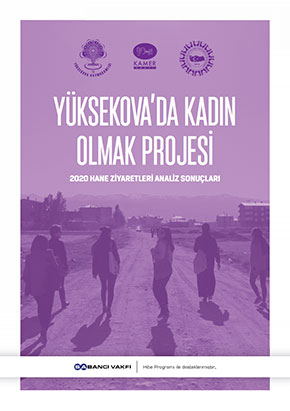 KAMER
YÜKSEKOVA'DA KADIN
OLMAK PROJESİ
2020 HANE ZİYARETLERİ ANALİZ SONUÇLARI
SABANCI VAKFI
Hibe Programı ile desteklenmiştir.